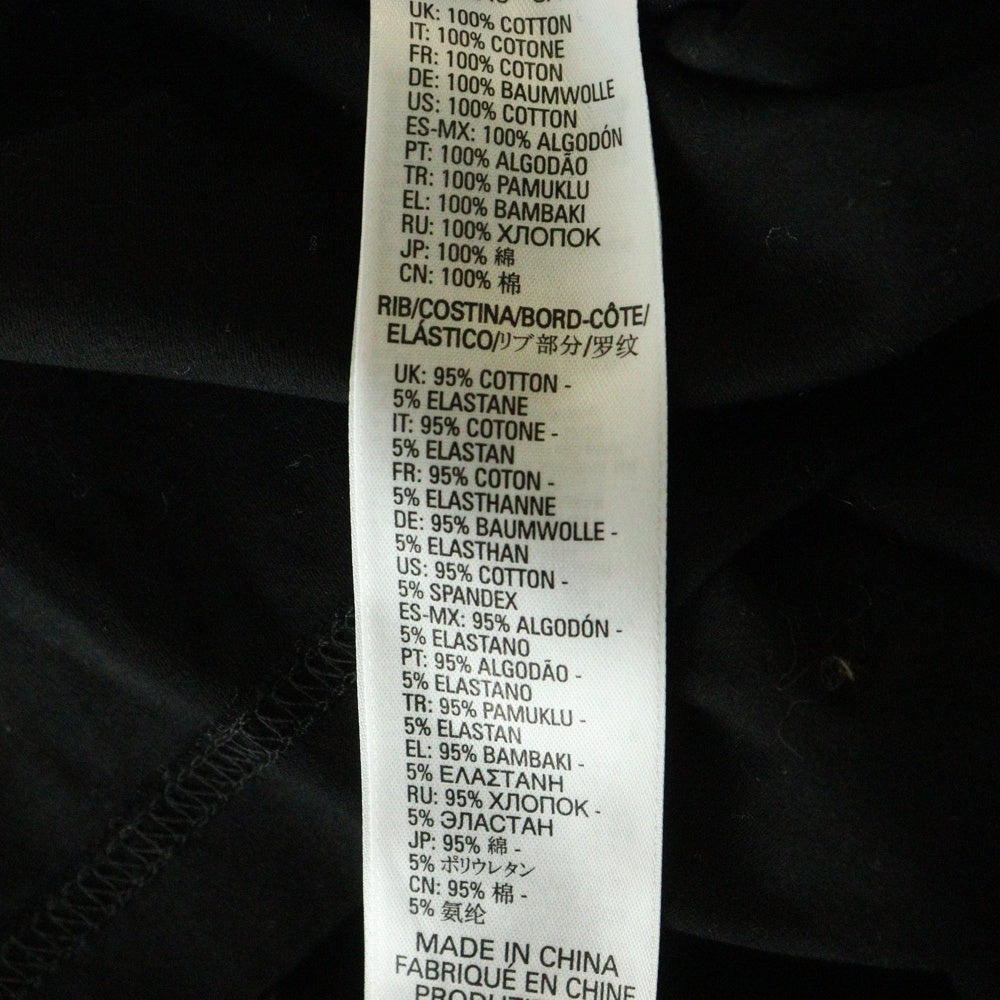 UK: 100% COTTON
IT: 100% COTONE
FR: 100% COTON
DE: 100% BAUMWOLLE
US: 100% COTTON
ES-MX: 100% ALGODÓN
PT: 100% ALGODÃO
TR: 100% PAMUKLU
EL: 100% BAMBAKI
RU: 100% ХЛОПОК
JP: 100% 綿
CN: 100% 棉
RIB/COSTINA/BORD-CÔTE/
ELÁSTICO/リブ部分/罗纹
UK: 95% COTTON -
5% ELASTANE
IT: 95% COTONE -
5% ELASTAN
FR: 95% COTON -
5% ELASTHANNE
DE: 95% BAUMWOLLE -
5% ELASTHAN
US: 95% COTTON -
5% SPANDEX
ES-MX: 95% ALGODÓN -
5% ELASTANO
PT: 95% ALGODÃO -
5% ELASTANO
TR: 95% PAMUKLU -
5% ELASTAN
EL: 95% BAMBAKI -
5% ΕΛΑΣΤΑΝΗ
RU: 95% ХЛОПОК -
5% ЭЛАСТАН
JP: 95% 綿 -
5% ポリウレタン
CN: 95% 棉 -
5% 氨纶
MADE IN CHINA
FABRIQUÉ EN CHINE